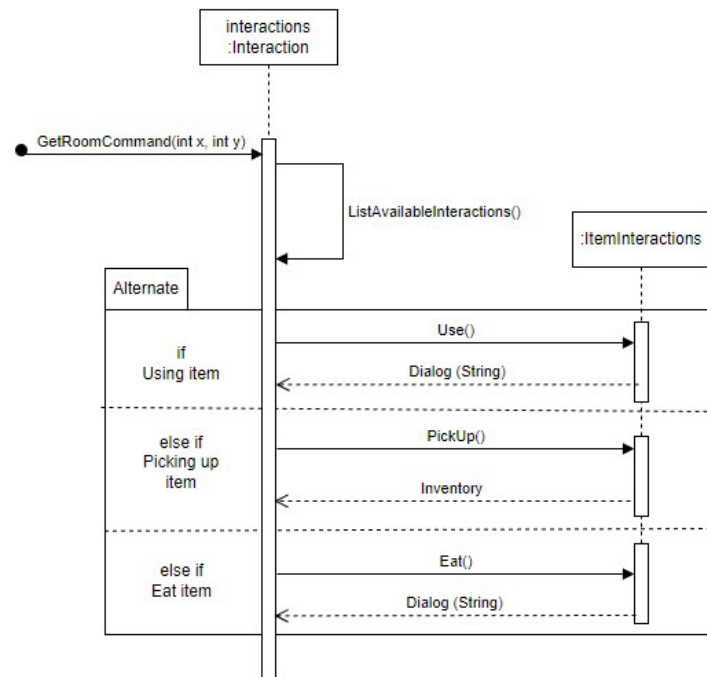 interactions
:Interaction
GetRoomCommand(int x, int y)
ListAvailableInteractions()
:ItemInteractions
Alternate
if
Using item
Use()
Dialog (String)
else if
Picking up
item
PickUp()
Inventory
else if
Eat item
Eat()
Dialog (String)